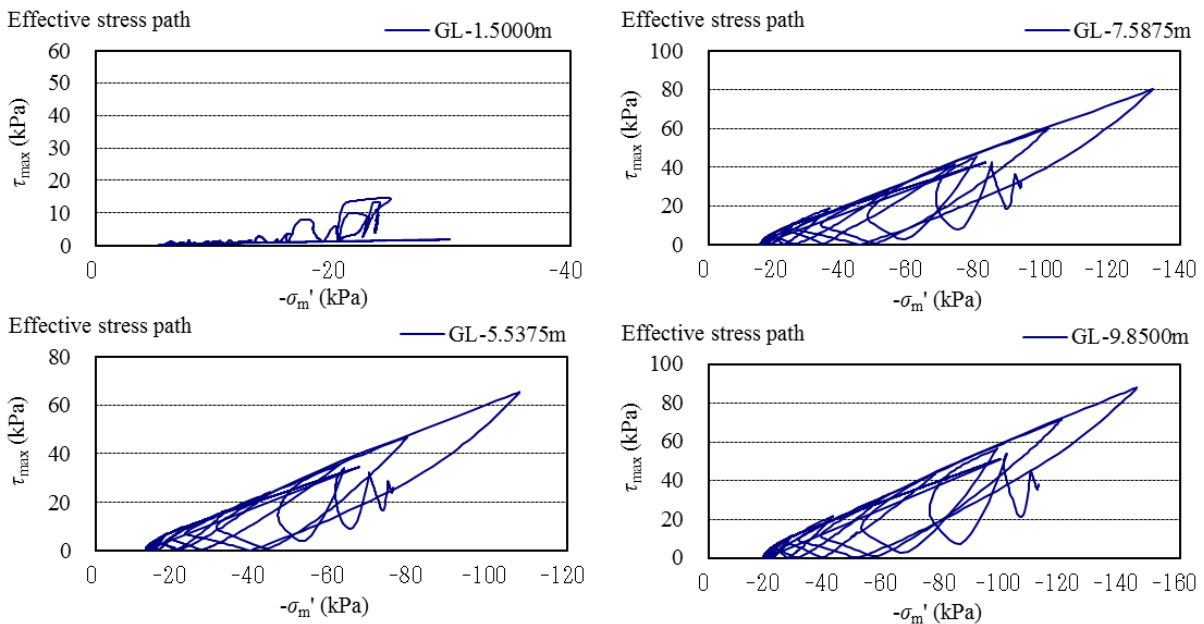 Effective stress path
GL-1.5000m
60
50
40
30
20
10
0
τmax (kPa)
0 -20 -40
-σm' (kPa)
Effective stress path
GL-7.5875m
100
80
60
40
20
0
τmax (kPa)
0 -20 -40 -60 -80 -100 -120 -140
-σm' (kPa)
Effective stress path
GL-5.5375m
80
60
40
20
0
τmax (kPa)
0 -20 -40 -60 -80 -100 -120
-σm' (kPa)
Effective stress path
GL-9.8500m
100
80
60
40
20
0
τmax (kPa)
0 -20 -40 -60 -80 -100 -120 -140 -160
-σm' (kPa)